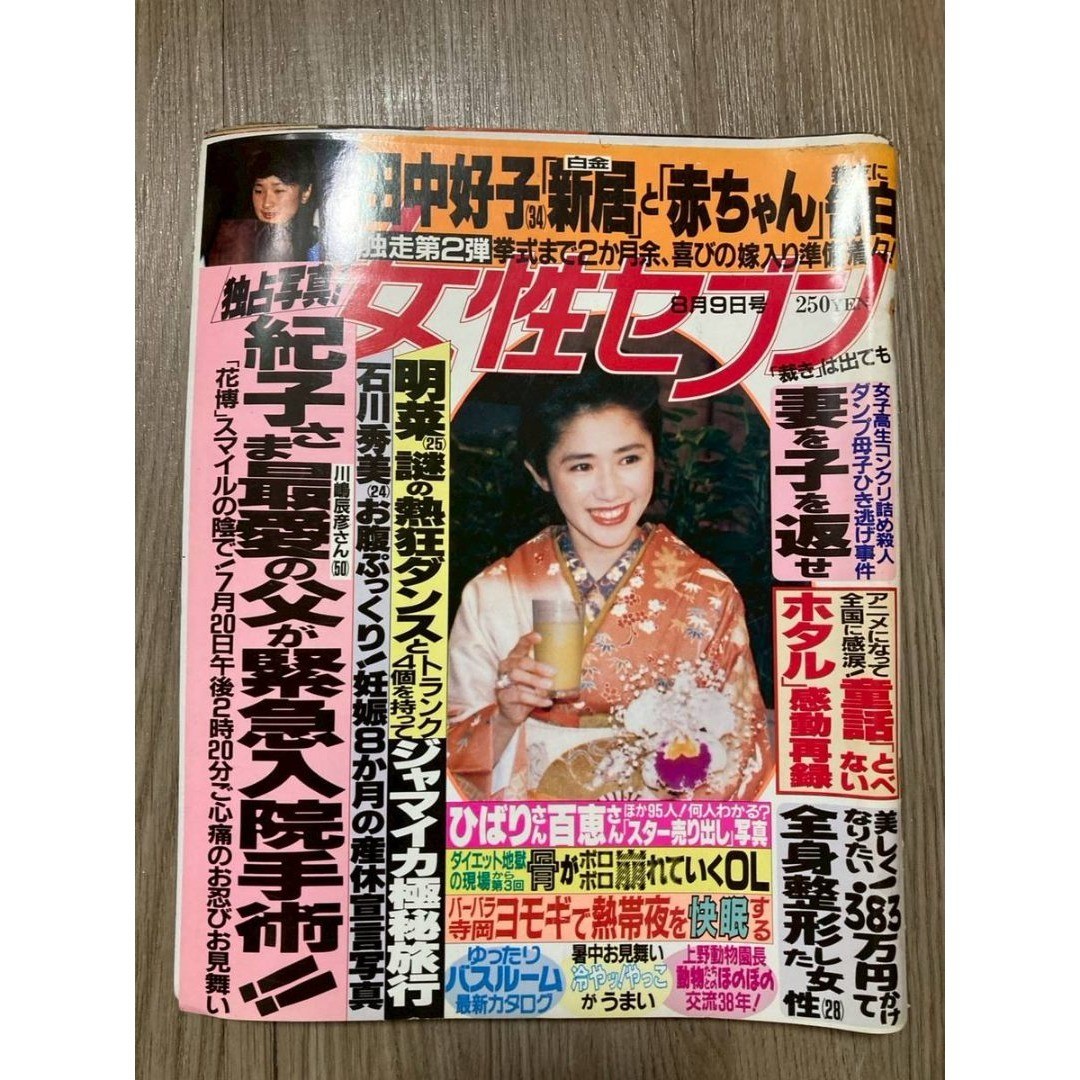 田中好子(34)「白金新居」と「赤ちゃん」
独走第2弾 挙式まで2か月余、喜びの嫁入り準備着々!
女性セブン
8月9日号
250YEN
独占写真!
紀子さま最愛の父が緊急入院手術!!
川嶋辰彦さん(50)
「花博」スマイルの陰で!7月20日午後2時20分ご心痛のお忍びお見舞い
石川秀美(24)お腹ぷっくり!妊娠8か月の産休宣言写真
明菜(25)謎の熱狂ダンスとトランク4個を持ってジャマイカ極秘旅行
「裁き」は出ても
妻を子を返せ
女子高生コンクリ詰め殺人
ダンプ母子ひき逃げ事件
アニメになって全国に感涙!
童話「とべないホタル」感動再録
美しくなりたい!383万円かけて
全身整形した女性(28)
ひばりさん百恵さんほか95人!何人わかる?「スター売り出し」写真
ダイエット地獄の現場から第3回 骨がボロボロ崩れていくOL
バーバラ寺岡 ヨモギで熱帯夜を快眠する
ゆったり
バスルーム
最新カタログ
暑中お見舞い
冷やッ!やっこ
がうまい
上野動物園長
動物たちとのほのぼの
交流38年!